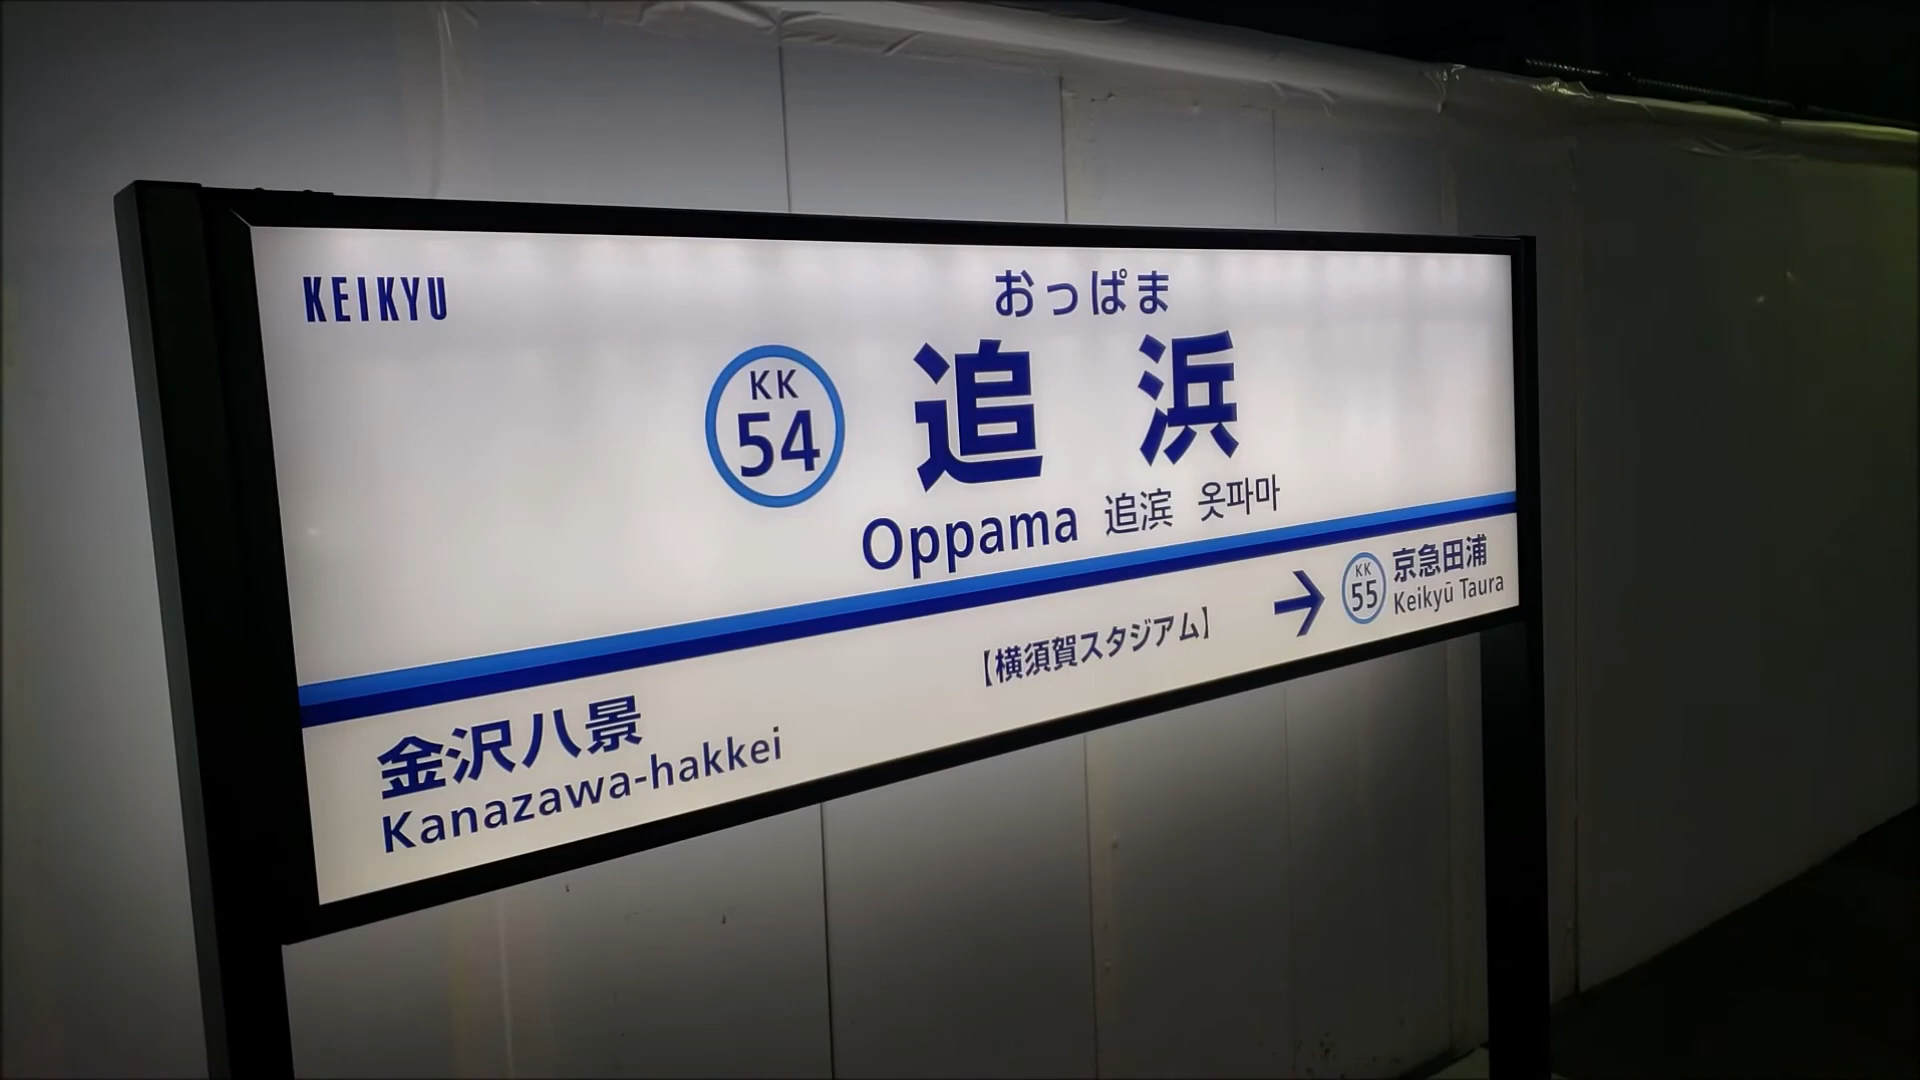 KEIKYU
おっぱま
KK
54
追浜
Oppama 追滨 옷파마
【横須賀スタジアム】
→ KK
55
京急田浦
Keikyū Taura
金沢八景
Kanazawa-hakkei